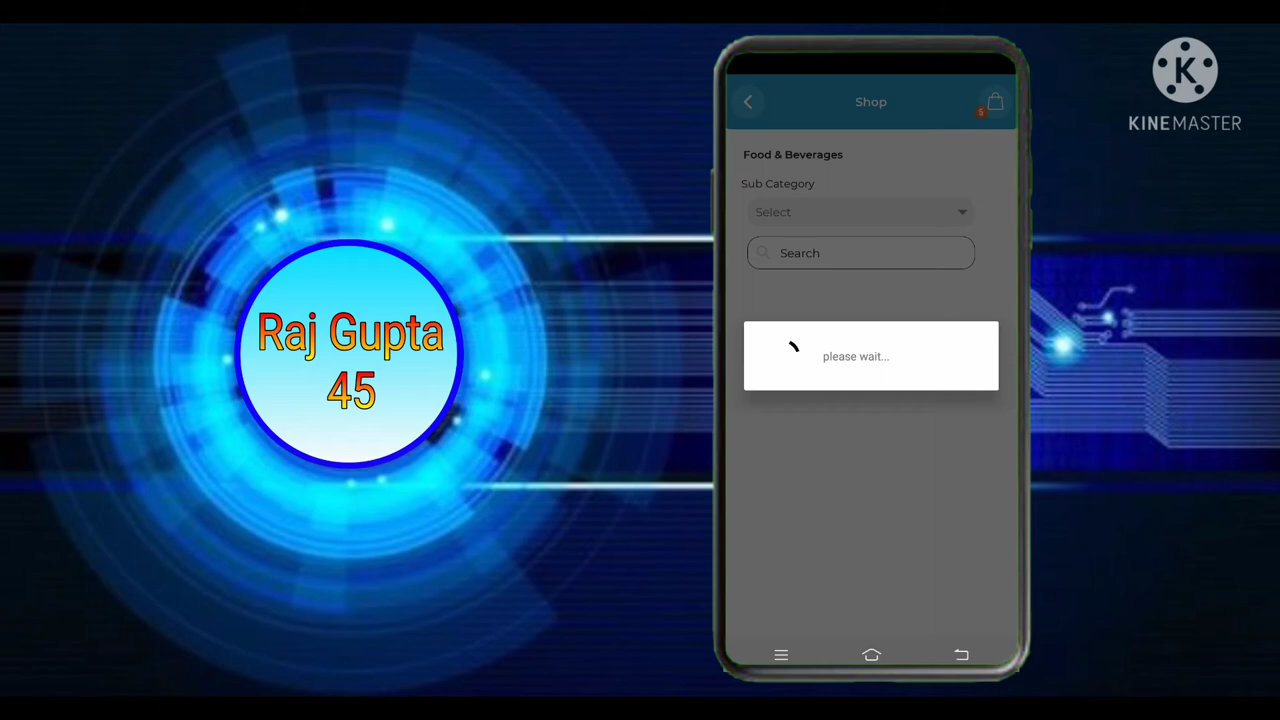 Raj Gupta
45
Shop
$
Food & Beverages
Sub Category
Select
Search
please wait...
K
KINEMASTER